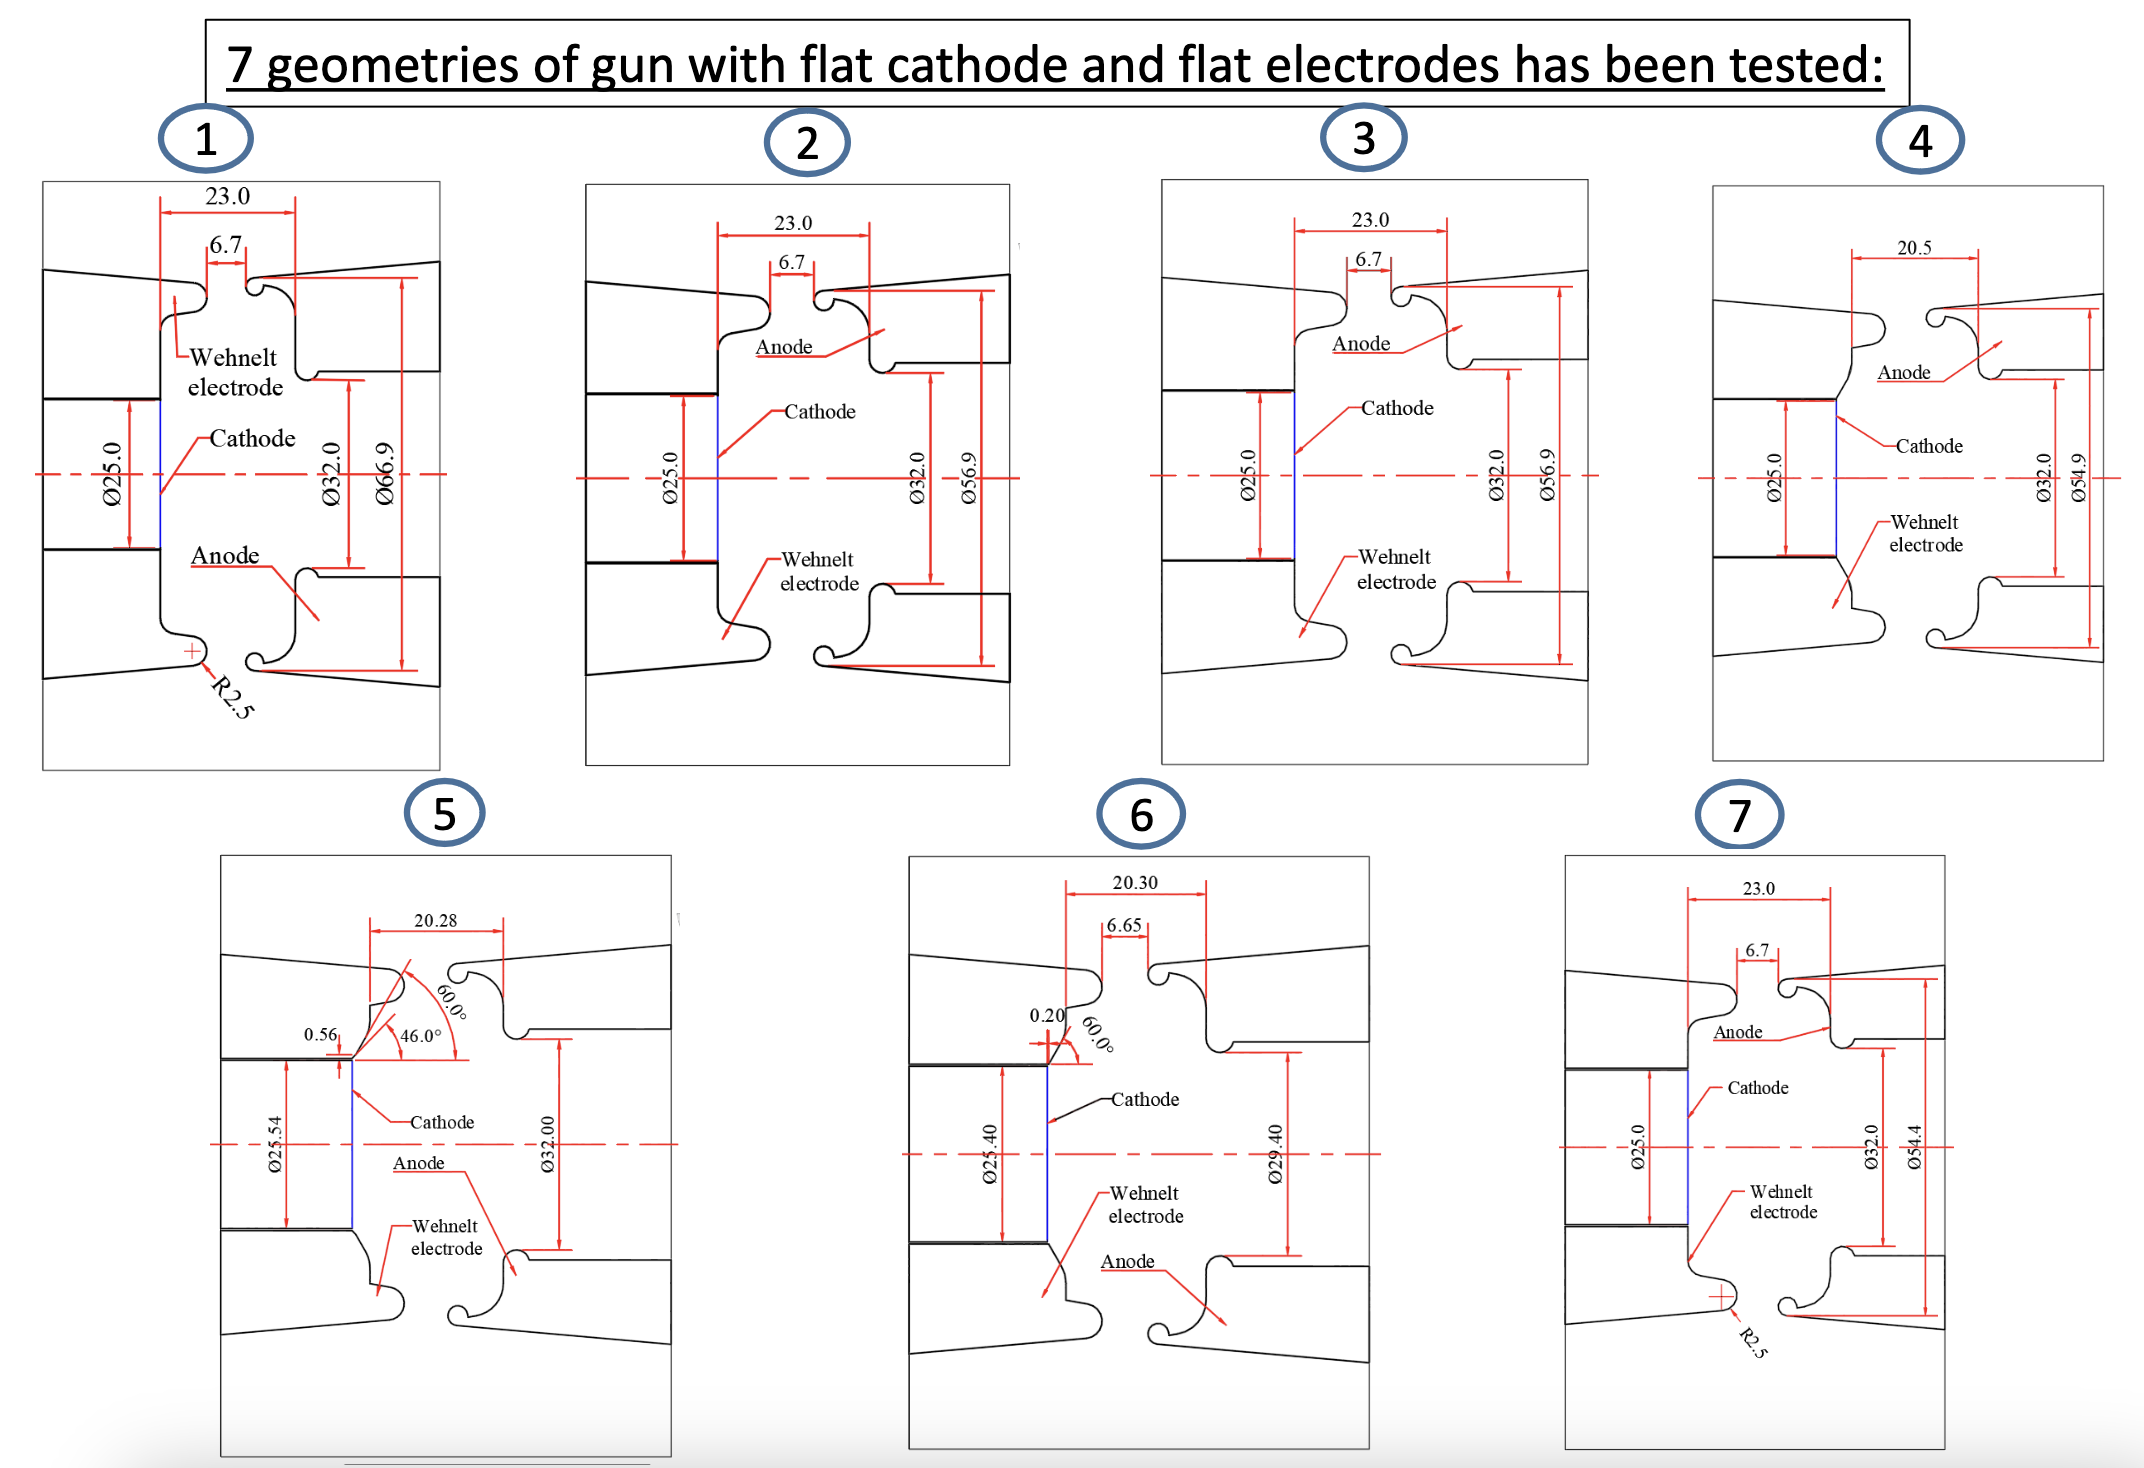 7 geometries of gun with flat cathode and flat electrodes has been tested:
1
23.0
6.7
Wehnelt
electrode
Cathode
Ø25.0
Ø32.0
Ø66.9
Anode
R2.5
2
23.0
6.7
Anode
Cathode
Ø25.0
Ø32.0
Ø56.9
Wehnelt
electrode
3
23.0
6.7
Anode
Cathode
Ø25.0
Ø32.0
Ø56.9
Wehnelt
electrode
4
20.5
Anode
Cathode
Ø25.0
Ø32.0
Ø54.9
Wehnelt
electrode
5
20.28
60.0°
0.56
46.0°
Cathode
Ø25.54
Ø32.00
Anode
Wehnelt
electrode
6
20.30
6.65
0.20
60.0°
Cathode
Ø25.40
Ø29.40
Wehnelt
electrode
Anode
7
23.0
6.7
Anode
Cathode
Ø25.0
Ø32.0
Ø54.4
Wehnelt
electrode
R2.5